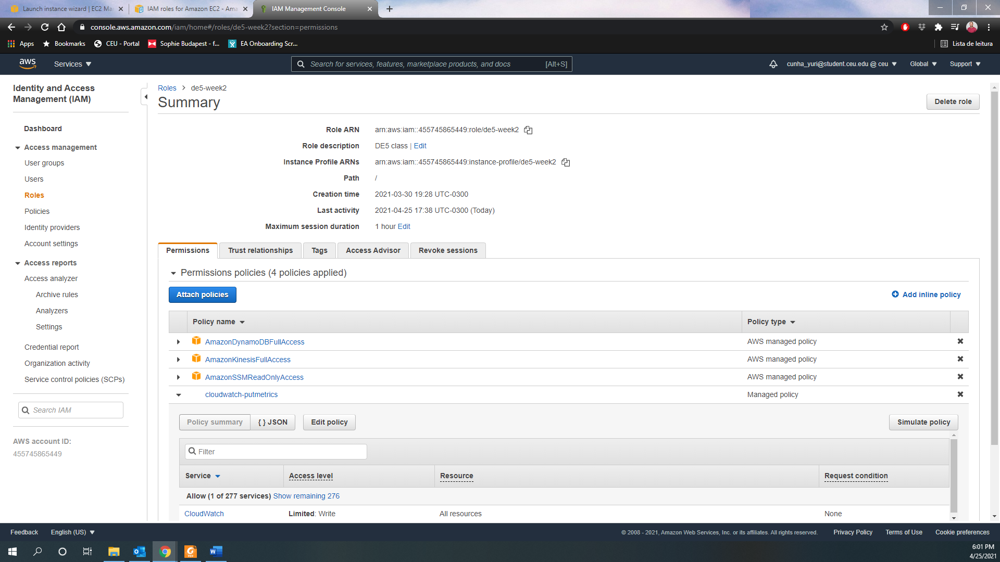 Launch instance wizard | EC2 Ma
IAM roles for Amazon EC2 - Ama
IAM Management Console
console.aws.amazon.com/iam/home#/roles/de5-week2?section=permissions
Apps
Bookmarks
CEU - Portal
Sophie Budapest - f...
EA Onboarding Scr...
Lista de leitura
aws
Services
Search for services, features, marketplace products, and docs
[Alt+S]
cunha_yuri@student.ceu.edu @ ceu
Global
Support
Identity and Access
Management (IAM)
Dashboard
Access management
User groups
Users
Roles
Policies
Identity providers
Account settings
Access reports
Access analyzer
Archive rules
Analyzers
Settings
Credential report
Organization activity
Service control policies (SCPs)
Search IAM
AWS account ID:
455745865449
Roles > de5-week2
Summary
Delete role
Role ARN arn:aws:iam::455745865449:role/de5-week2
Role description DE5 class | Edit
Instance Profile ARNs arn:aws:iam::455745865449:instance-profile/de5-week2
Path /
Creation time 2021-03-30 19:28 UTC-0300
Last activity 2021-04-25 17:38 UTC-0300 (Today)
Maximum session duration 1 hour Edit
Permissions
Trust relationships
Tags
Access Advisor
Revoke sessions
Permissions policies (4 policies applied)
Attach policies
Add inline policy
Policy name Policy type
AmazonDynamoDBFullAccess AWS managed policy
AmazonKinesisFullAccess AWS managed policy
AmazonSSMReadOnlyAccess AWS managed policy
cloudwatch-putmetrics Managed policy
Policy summary
{ } JSON
Edit policy
Simulate policy
Filter
Service Access level Resource Request condition
Allow (1 of 277 services) Show remaining 276
CloudWatch Limited: Write All resources None
Feedback
English (US)
© 2008 - 2021, Amazon Web Services, Inc. or its affiliates. All rights reserved.
Privacy Policy
Terms of Use
Cookie preferences
6:01 PM
4/25/2021